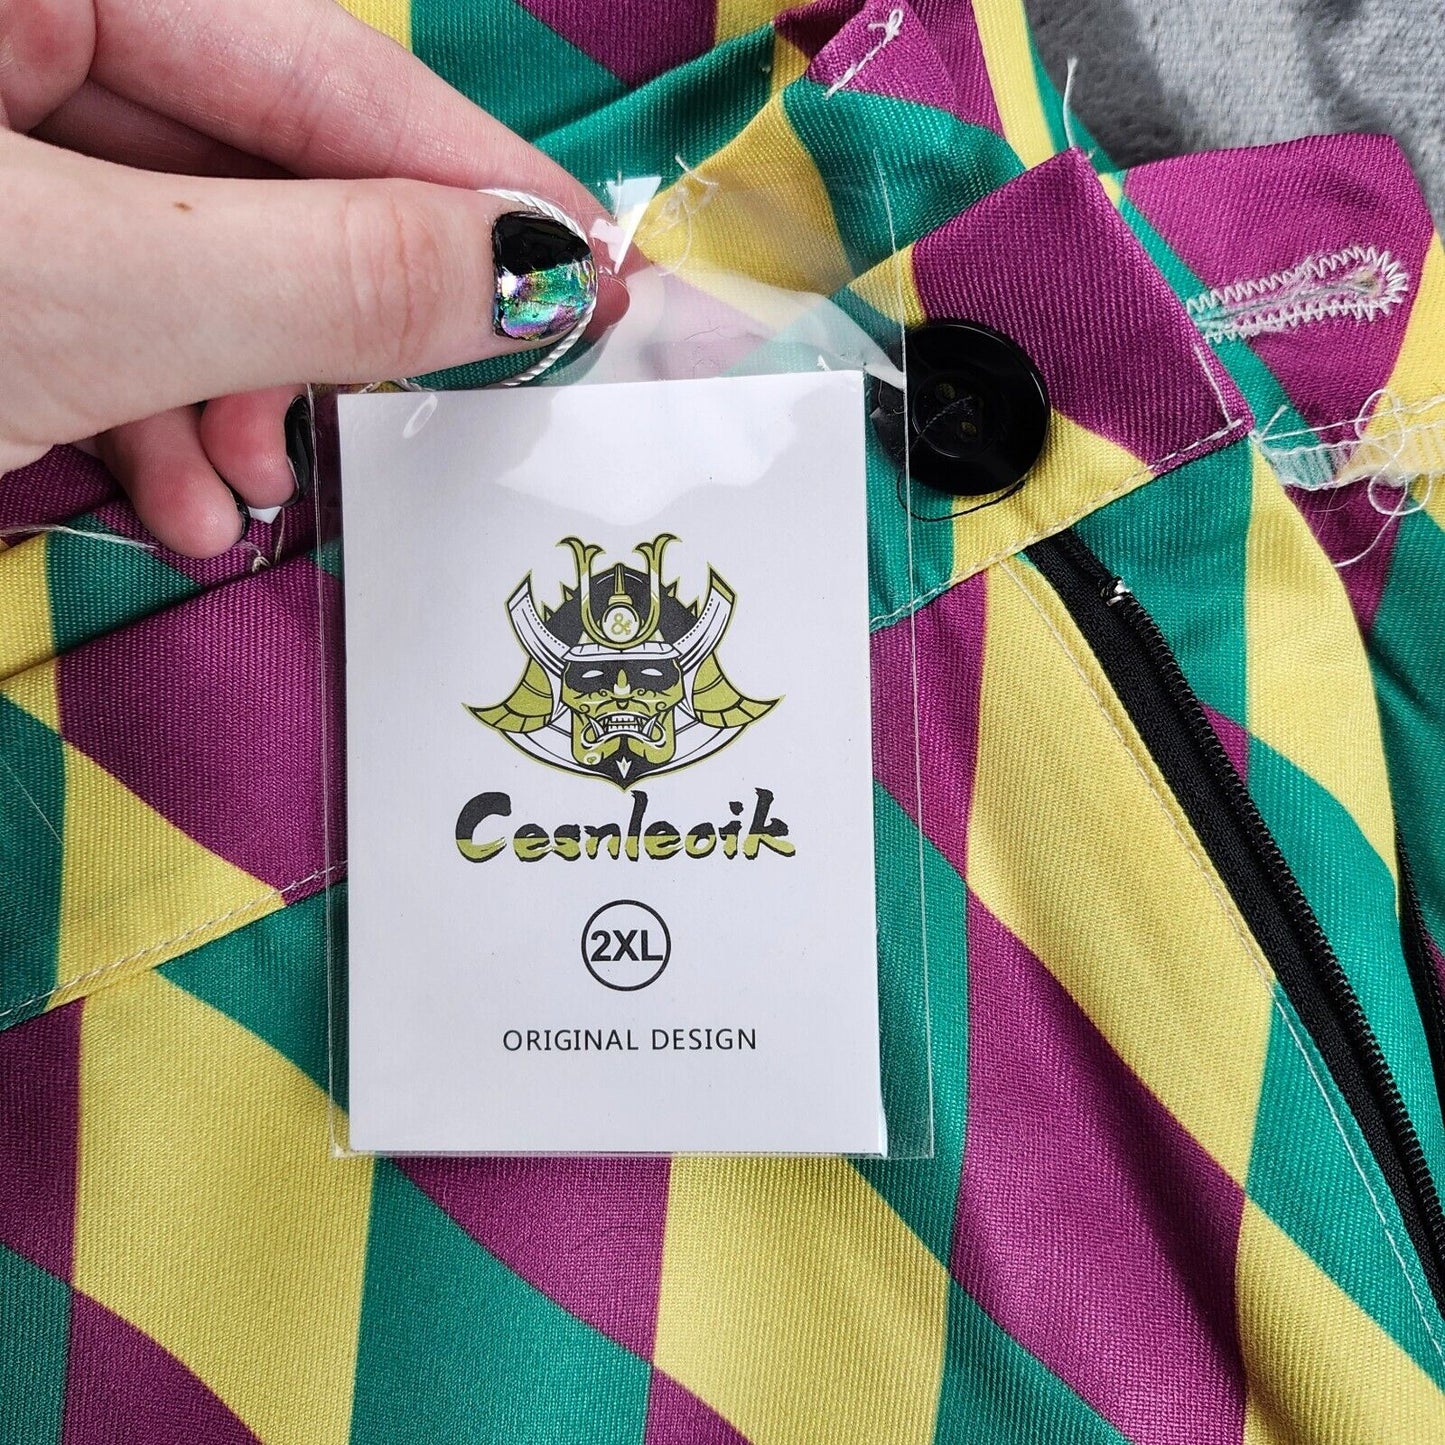 &
Cesnleoik
2XL
ORIGINAL DESIGN